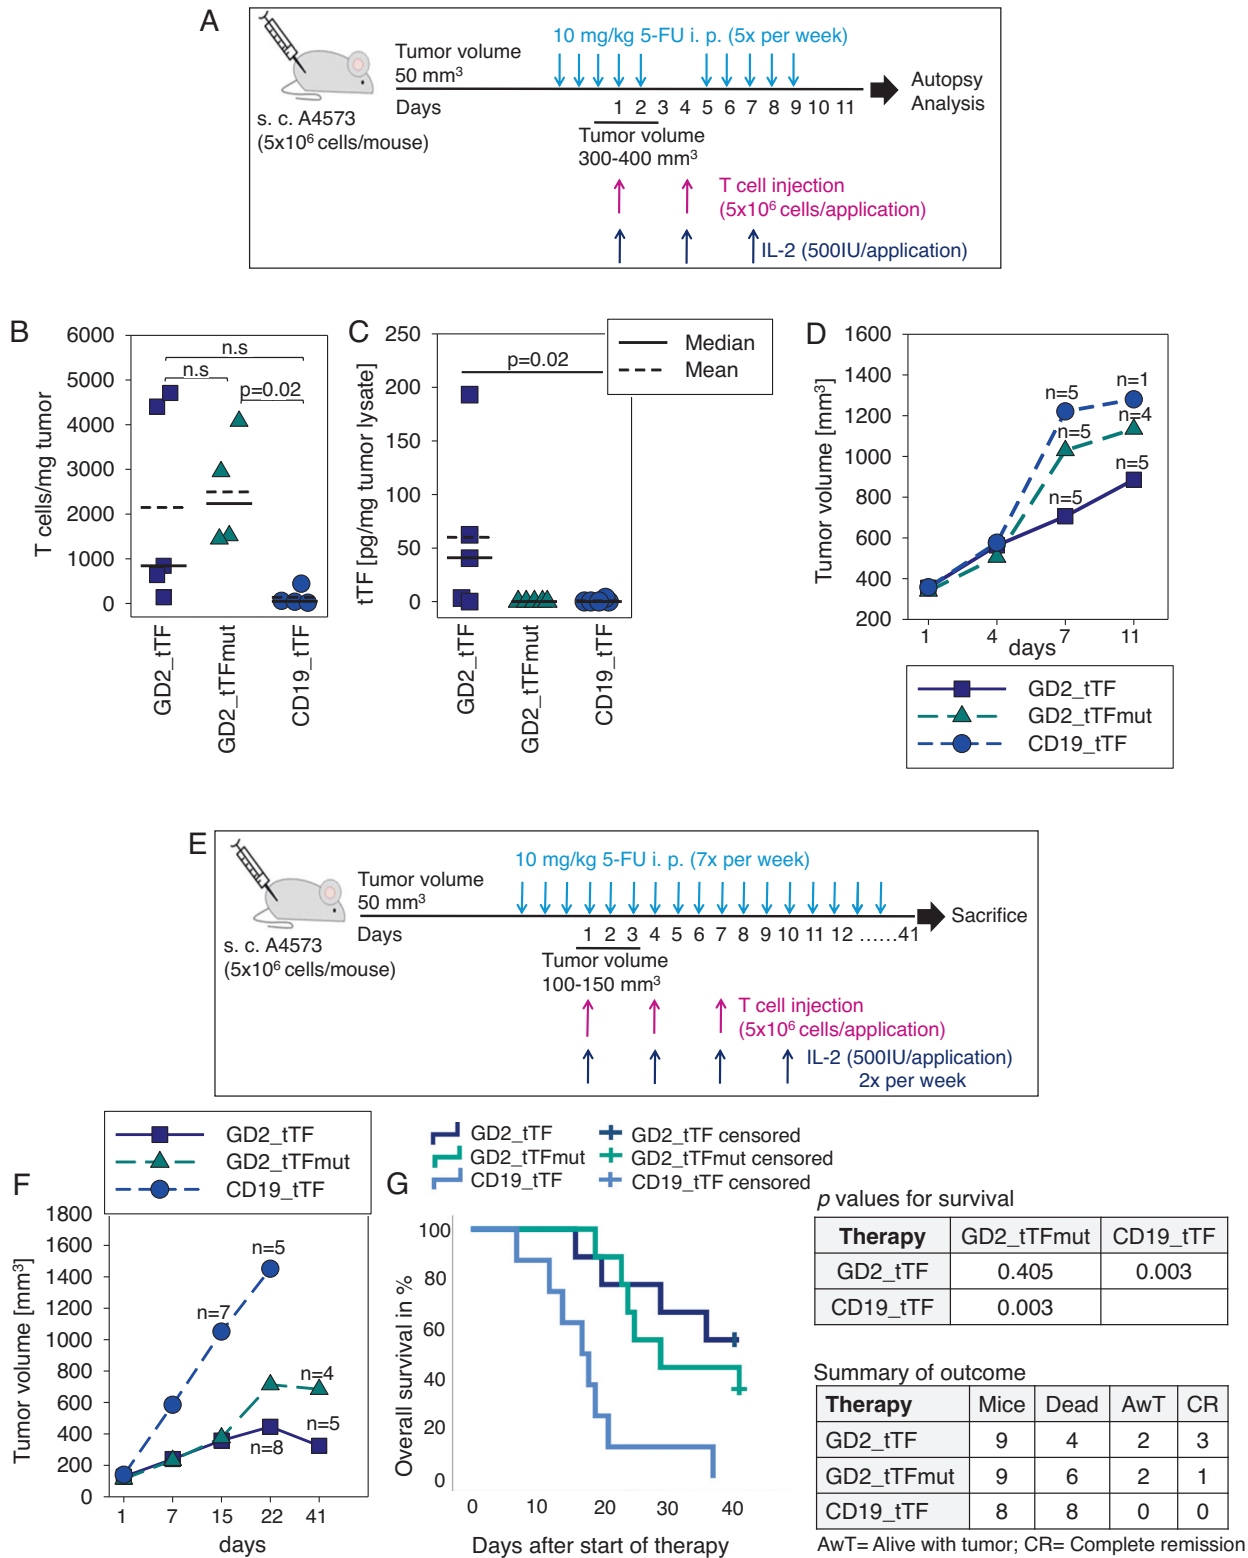 A
10 mg/kg 5-FU i. p. (5x per week)
Tumor volume
50 mm³
Days
1 2 3 4 5 6 7 8 9 10 11
Autopsy
Analysis
s. c. A4573
(5x10⁶ cells/mouse)
Tumor volume
300-400 mm³
T cell injection
(5x10⁶ cells/application)
IL-2 (500IU/application)
B
T cells/mg tumor
6000
5000
4000
3000
2000
1000
0
n.s
n.s
p=0.02
GD2_tTF
GD2_tTFmut
CD19_tTF
C
tTF [pg/mg tumor lysate]
250
200
150
100
50
0
p=0.02
Median
Mean
GD2_tTF
GD2_tTFmut
CD19_tTF
D
Tumor volume [mm³]
1600
1400
1200
1000
800
600
400
200
n=5
n=1
n=4
n=5
n=5
n=5
1 4 7 11
days
GD2_tTF
GD2_tTFmut
CD19_tTF
E
10 mg/kg 5-FU i. p. (7x per week)
Tumor volume
50 mm³
Days
1 2 3 4 5 6 7 8 9 10 11 12 ......41
Sacrifice
s. c. A4573
(5x10⁶ cells/mouse)
Tumor volume
100-150 mm³
T cell injection
(5x10⁶ cells/application)
IL-2 (500IU/application)
2x per week
GD2_tTF
GD2_tTFmut
CD19_tTF
F
Tumor volume [mm³]
1800
1600
1400
1200
1000
800
600
400
200
0
n=5
n=7
n=4
n=5
n=8
1 7 15 22 41
days
G
GD2_tTF
GD2_tTFmut
CD19_tTF
GD2_tTF censored
GD2_tTFmut censored
CD19_tTF censored
Overall survival in %
100
80
60
40
20
0
0 10 20 30 40
Days after start of therapy
p values for survival
Therapy GD2_tTFmut CD19_tTF
GD2_tTF 0.405 0.003
CD19_tTF 0.003
Summary of outcome
Therapy Mice Dead AwT CR
GD2_tTF 9 4 2 3
GD2_tTFmut 9 6 2 1
CD19_tTF 8 8 0 0
AwT= Alive with tumor; CR= Complete remission